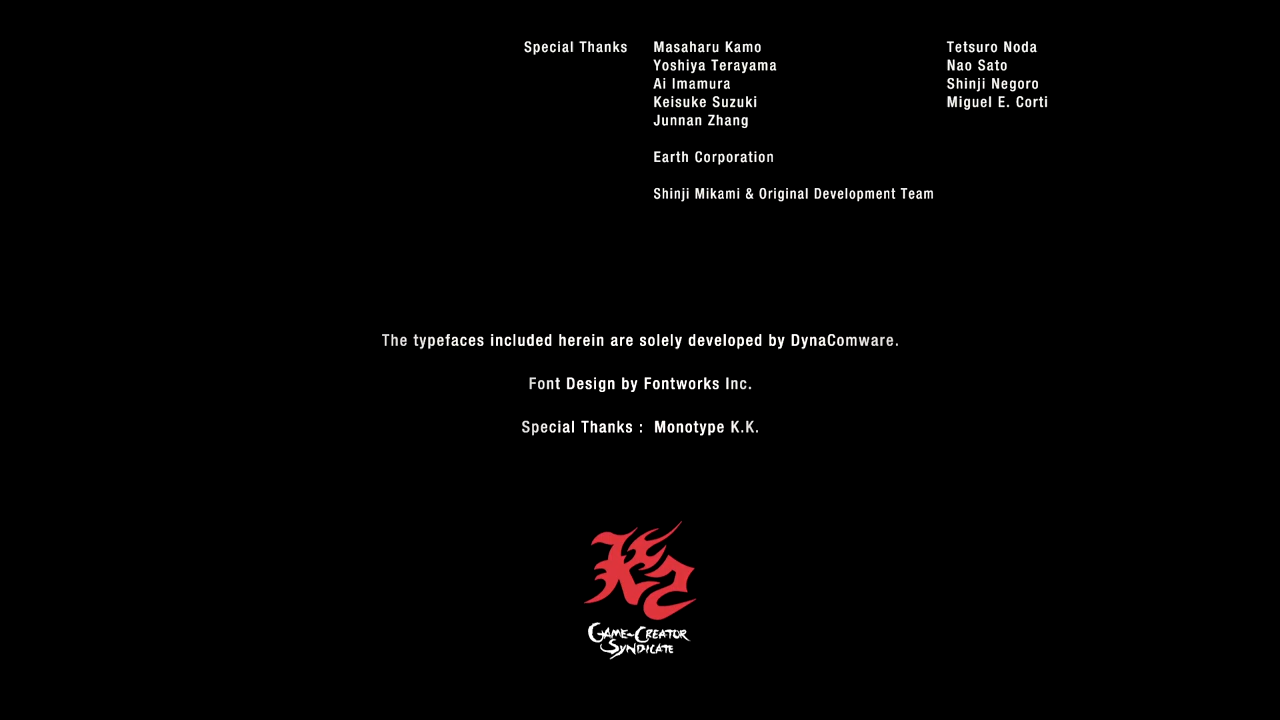 Special Thanks Masaharu Kamo Tetsuro Noda
Yoshiya Terayama Nao Sato
Ai Imamura Shinji Negoro
Keisuke Suzuki Miguel E. Corti
Junnan Zhang
Earth Corporation
Shinji Mikami & Original Development Team
The typefaces included herein are solely developed by DynaComware.
Font Design by Fontworks Inc.
Special Thanks : Monotype K.K.
K2
GAME-CREATOR
SYNDICATE